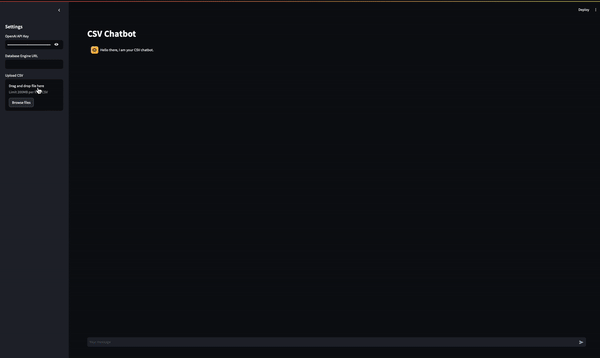 Deploy
Settings
OpenAI API Key
Database Engine URL
Upload CSV
Drag and drop file here
Limit 200MB per
CSV
Browse files
CSV Chatbot
Hello there, I am your CSV chatbot.
Your message